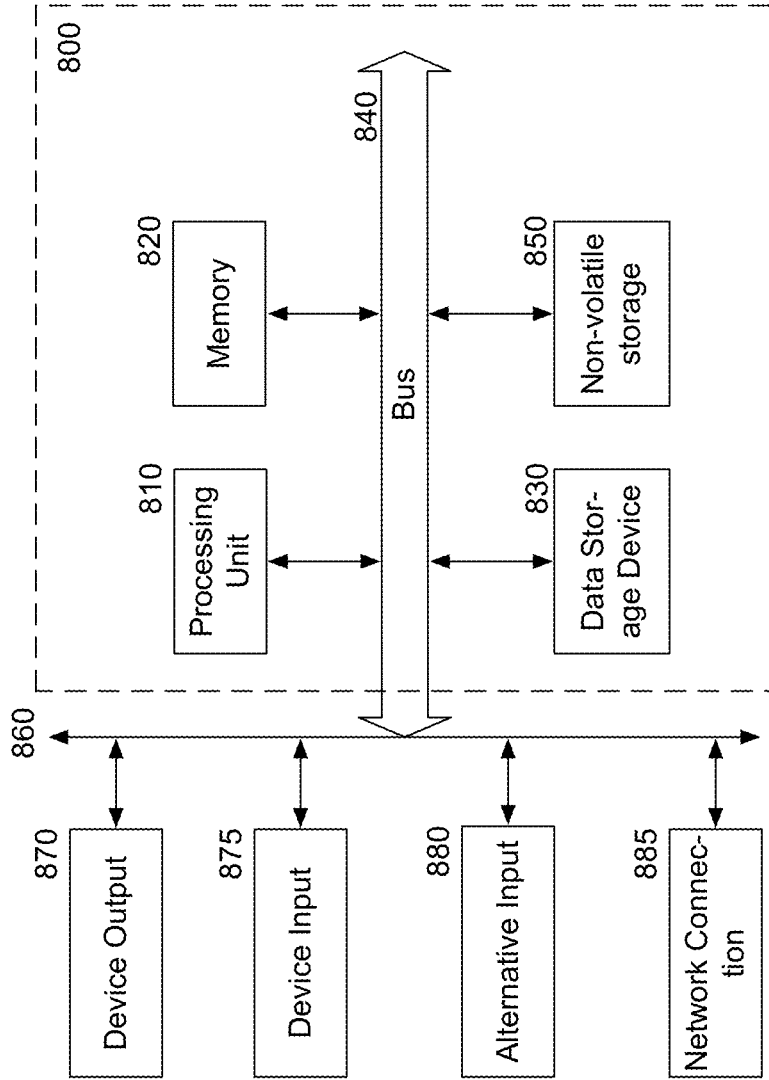 800
860
870
Device Output
810
Processing
Unit
820
Memory
875
Device Input
840
Bus
880
Alternative Input
830
Data Stor-
age Device
850
Non-volatile
storage
885
Network Connec-
tion